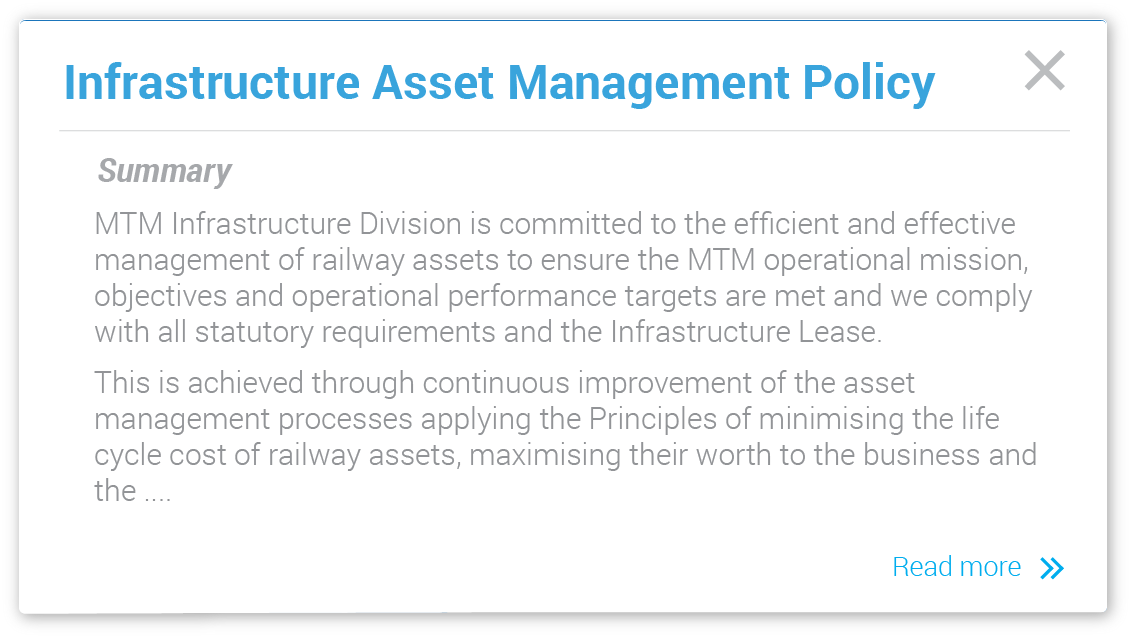 Infrastructure Asset Management Policy
Summary
MTM Infrastructure Division is committed to the efficient and effective
management of railway assets to ensure the MTM operational mission,
objectives and operational performance targets are met and we comply
with all statutory requirements and the Infrastructure Lease.
This is achieved through continuous improvement of the asset
management processes applying the Principles of minimising the life
cycle cost of railway assets, maximising their worth to the business and
the ....
Read more